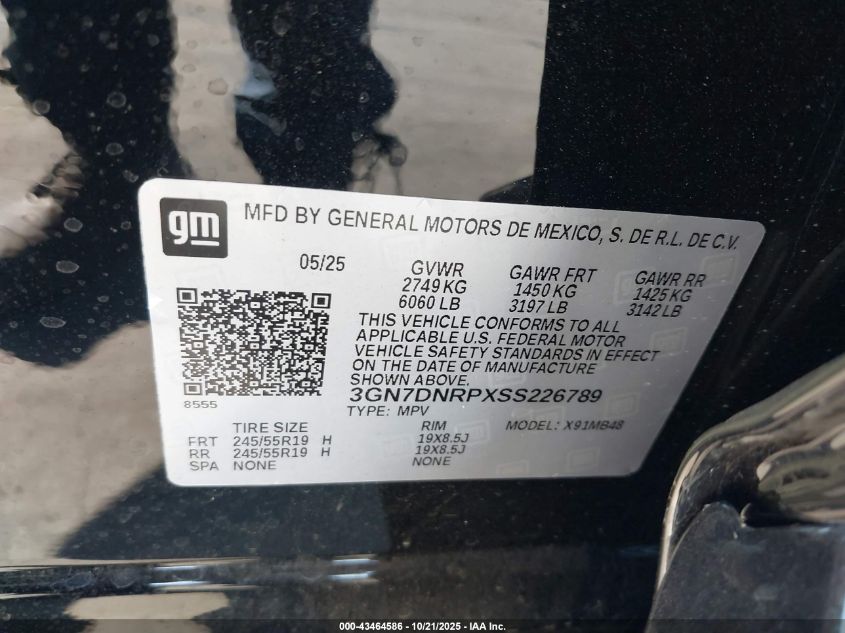 gm
MFD BY GENERAL MOTORS DE MEXICO, S. DE R.L. DE C.V.
05/25
GVWR GAWR FRT GAWR RR
2749 KG 1450 KG 1425 KG
6060 LB 3197 LB 3142 LB
THIS VEHICLE CONFORMS TO ALL
APPLICABLE U.S. FEDERAL MOTOR
VEHICLE SAFETY STANDARDS IN EFFECT
ON THE DATE OF MANUFACTURE
SHOWN ABOVE
3GN7DNRPXSS226789
8555
TYPE: MPV MODEL: X91MB48
TIRE SIZE RIM
FRT 245/55R19 H 19X8.5J
RR 245/55R19 H 19X8.5J
SPA NONE NONE
000-43464586 - 10/21/2025 - IAA Inc.